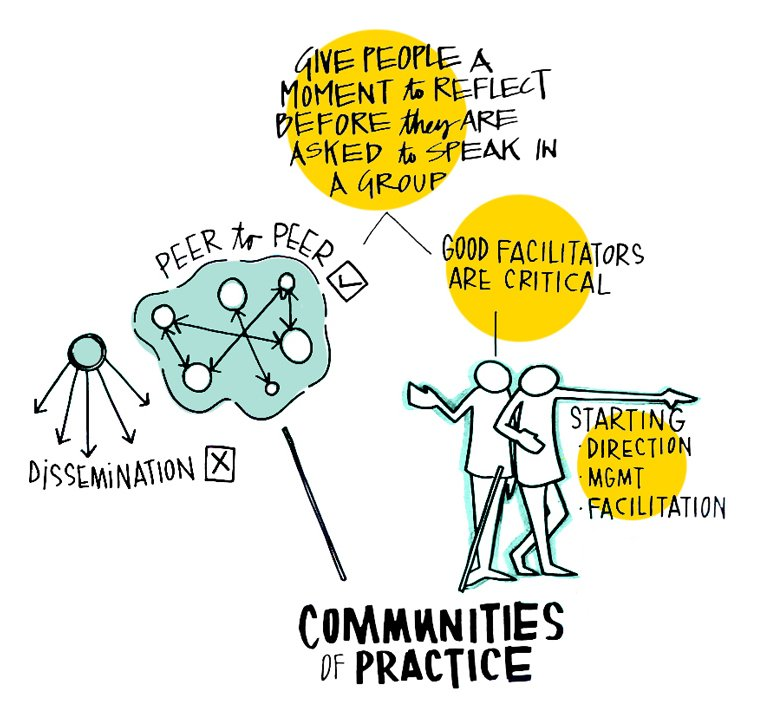 GIVE PEOPLE A
MOMENT to REFLECT
BEFORE they ARE
ASKED to SPEAK IN
A GROUP
PEER to PEER
GOOD FACILITATORS
ARE CRITICAL
DISSEMINATION
STARTING
· DIRECTION
· MGMT
· FACILITATION
COMMUNITIES
OF PRACTICE